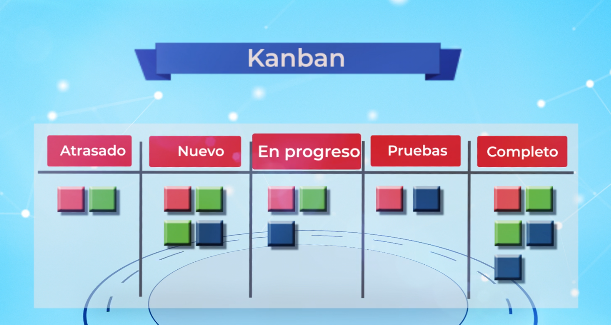 Kanban
Atrasado
Nuevo
En progreso
Pruebas
Completo